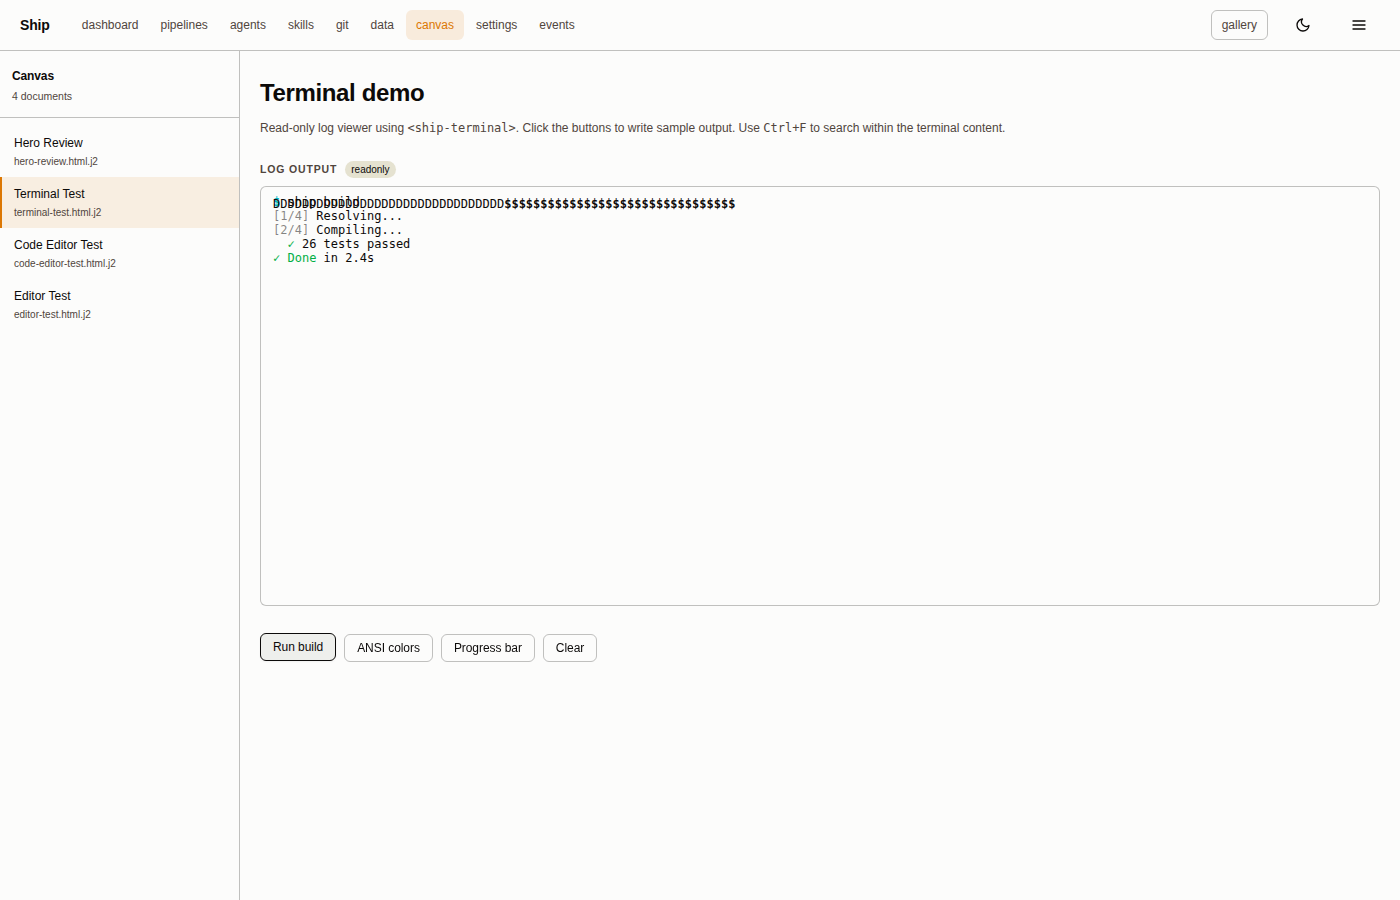 Ship
dashboard
pipelines
agents
skills
git
data
canvas
settings
events
gallery
Canvas
4 documents
Hero Review
hero-review.html.j2
Terminal Test
terminal-test.html.j2
Code Editor Test
code-editor-test.html.j2
Editor Test
editor-test.html.j2
Terminal demo
Read-only log viewer using <ship-terminal>. Click the buttons to write sample output. Use Ctrl+F to search within the terminal content.
LOG OUTPUT readonly
ship build
DDDDDDDDDDDDDDDDDDDDDDDDDDDDDDDD$$$$$$$$$$$$$$$$$$$$$$$$$$$$$$$$
[1/4] Resolving...
[2/4] Compiling...
✓ 26 tests passed
✓ Done in 2.4s
Run build
ANSI colors
Progress bar
Clear